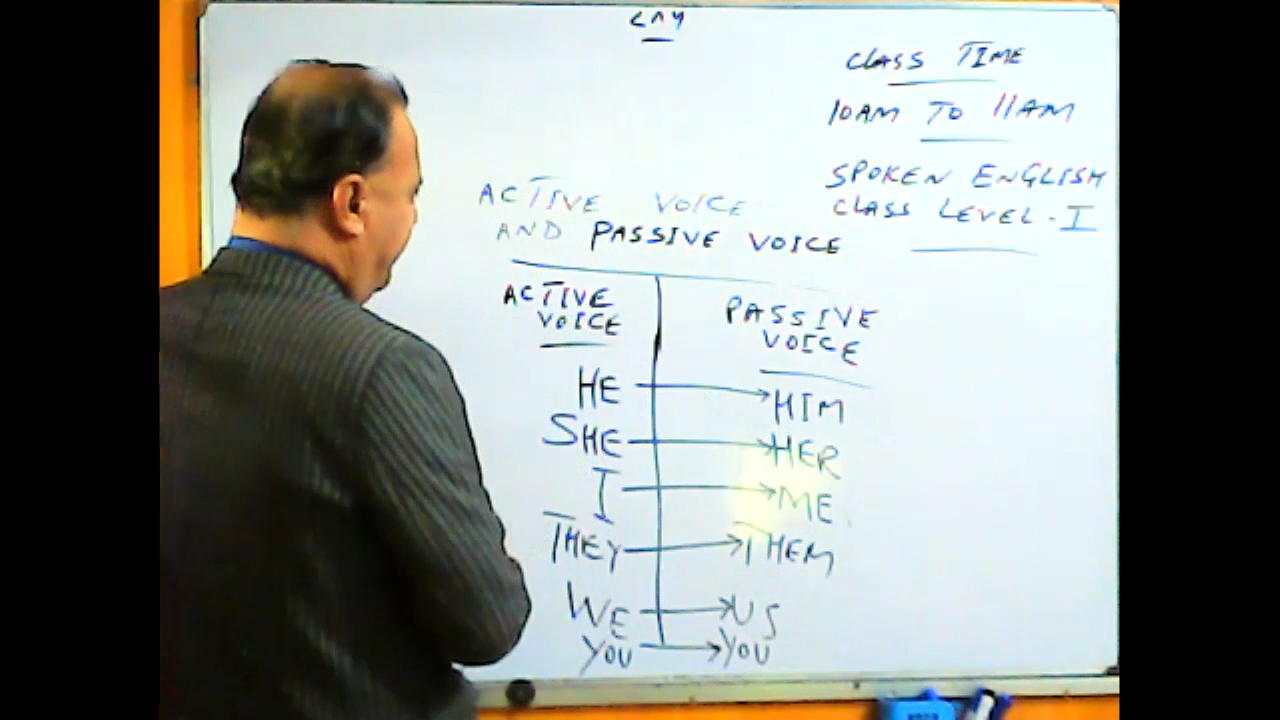 CLASS TIME
10AM TO 11AM
SPOKEN ENGLISH
CLASS LEVEL - I
ACTIVE VOICE
AND PASSIVE VOICE
ACTIVE
VOICE
PASSIVE
VOICE
HE HIM
SHE HER
I ME
THEY THEM
WE US
YOU YOU